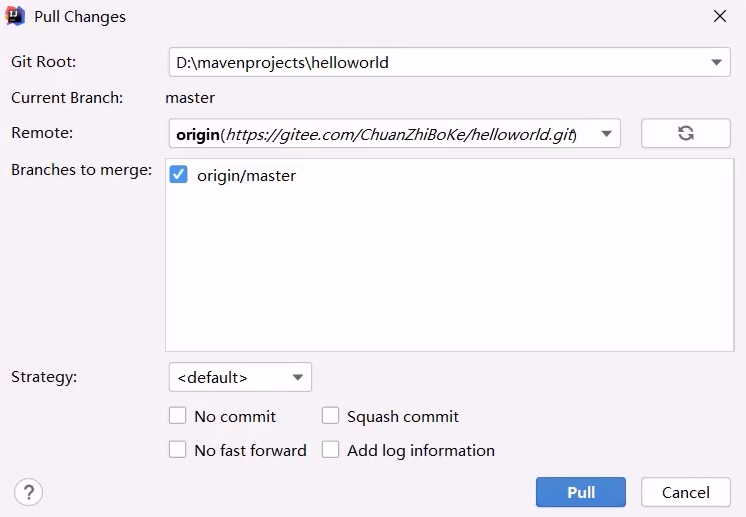 Pull Changes
Git Root: D:\mavenprojects\helloworld
Current Branch: master
Remote: origin(https://gitee.com/ChuanZhiBoKe/helloworld.git)
Branches to merge: origin/master
Strategy: <default>
No commit Squash commit
No fast forward Add log information
? Pull Cancel